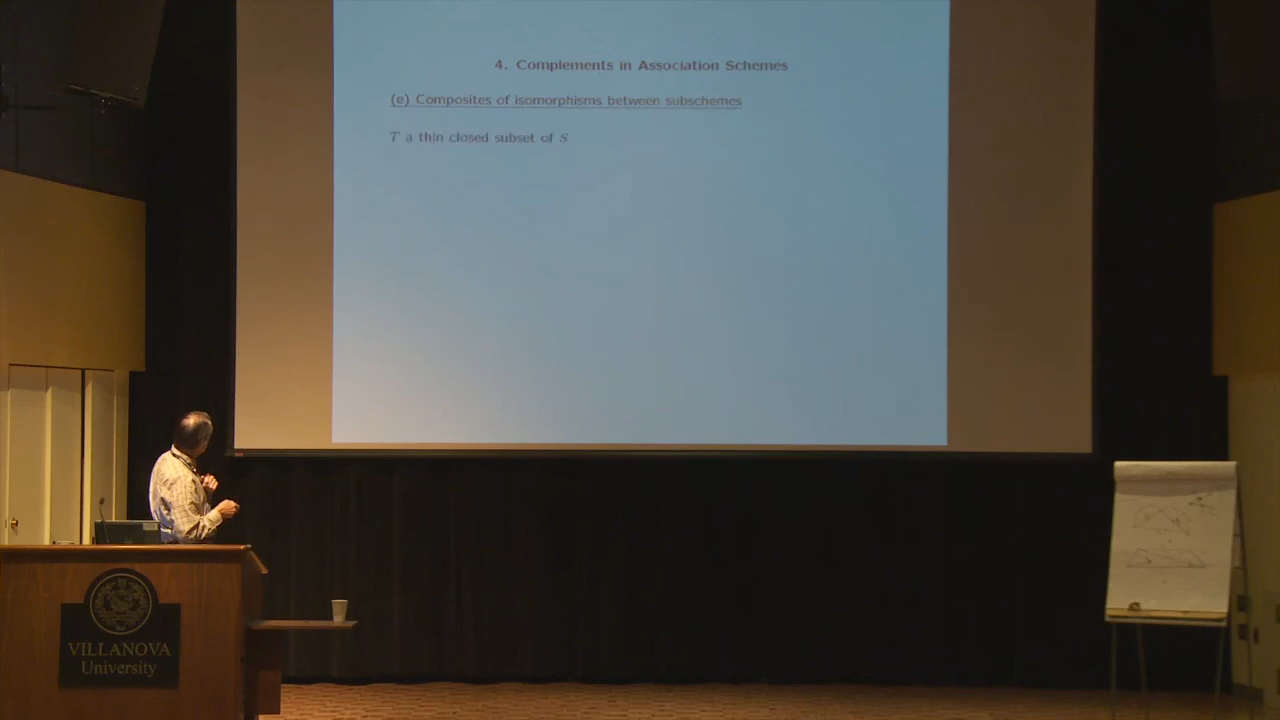 4. Complements in Association Schemes
(e) Composites of isomorphisms between subschemes
T a thin closed subset of S
VILLANOVA
University